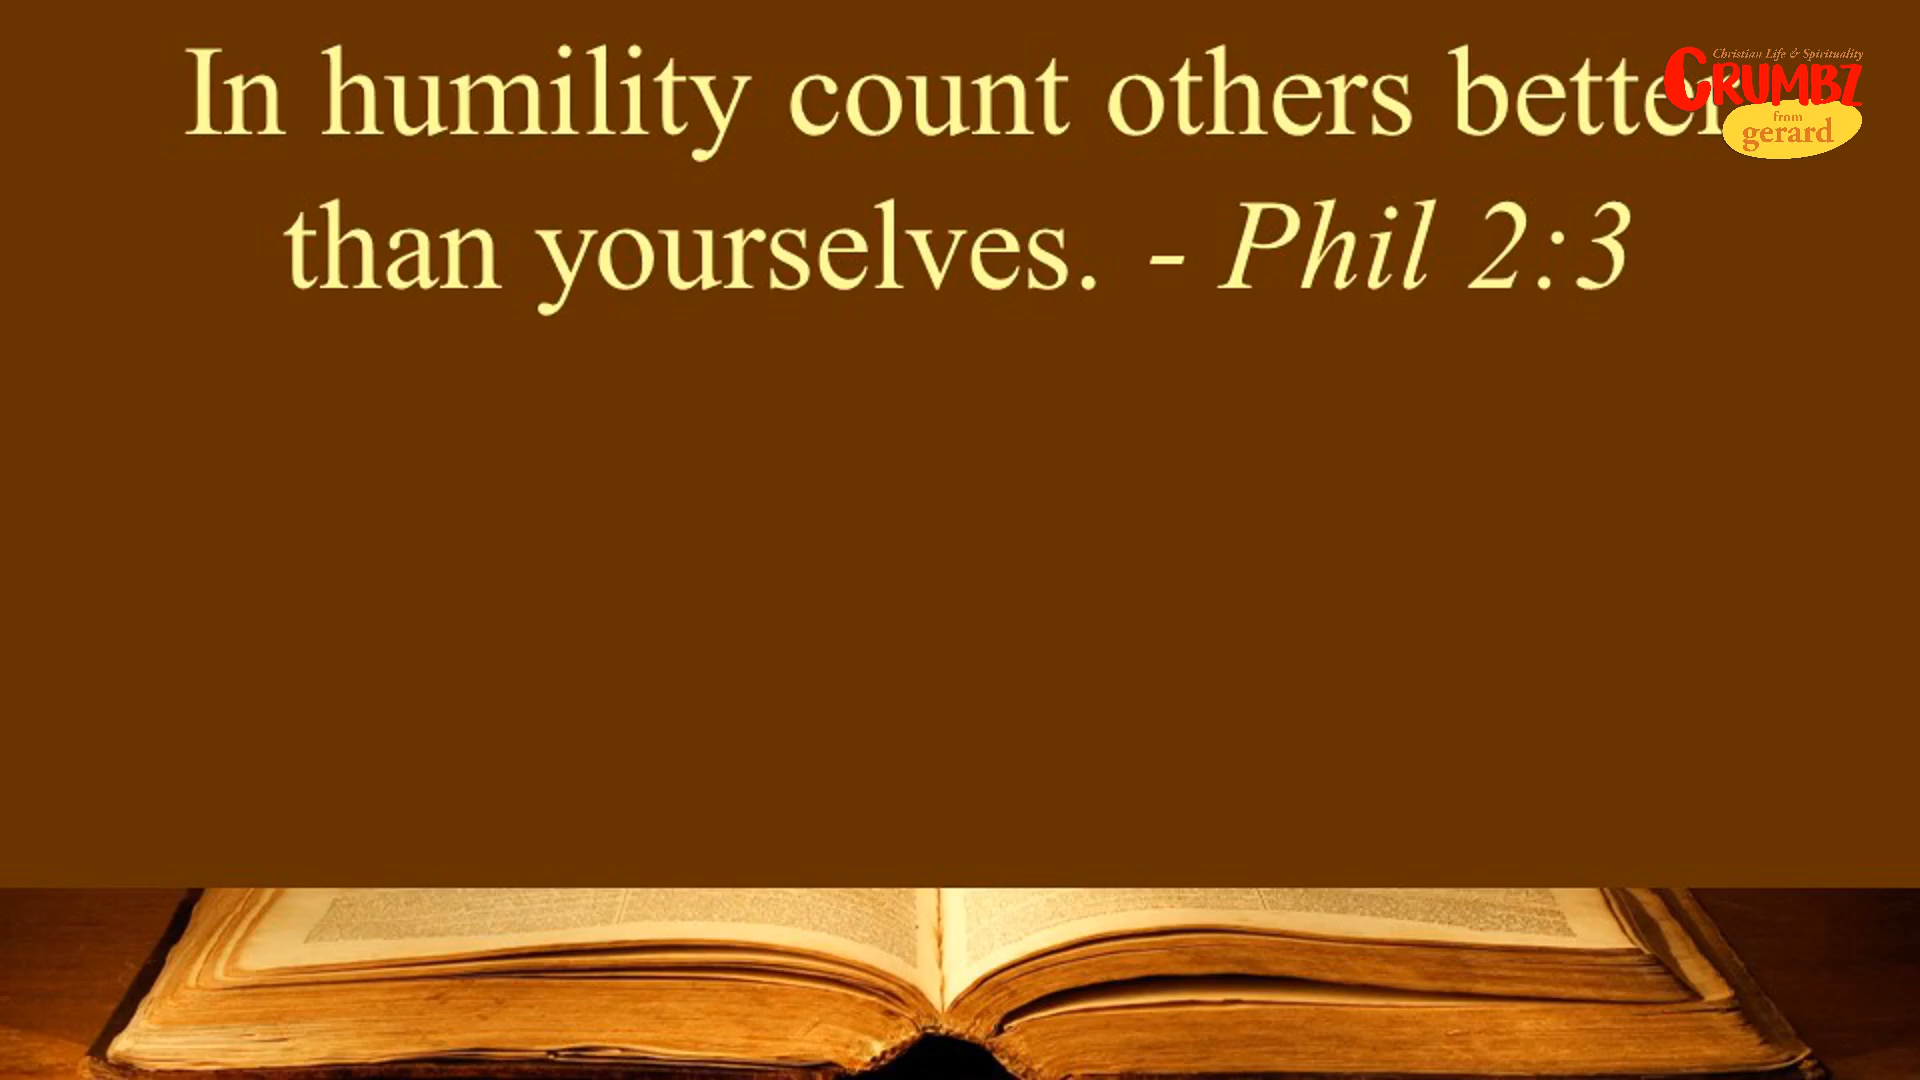 In humility count others better
than yourselves. - Phil 2:3
Christian Life & Spirituality
CRUMBZ
from
gerard